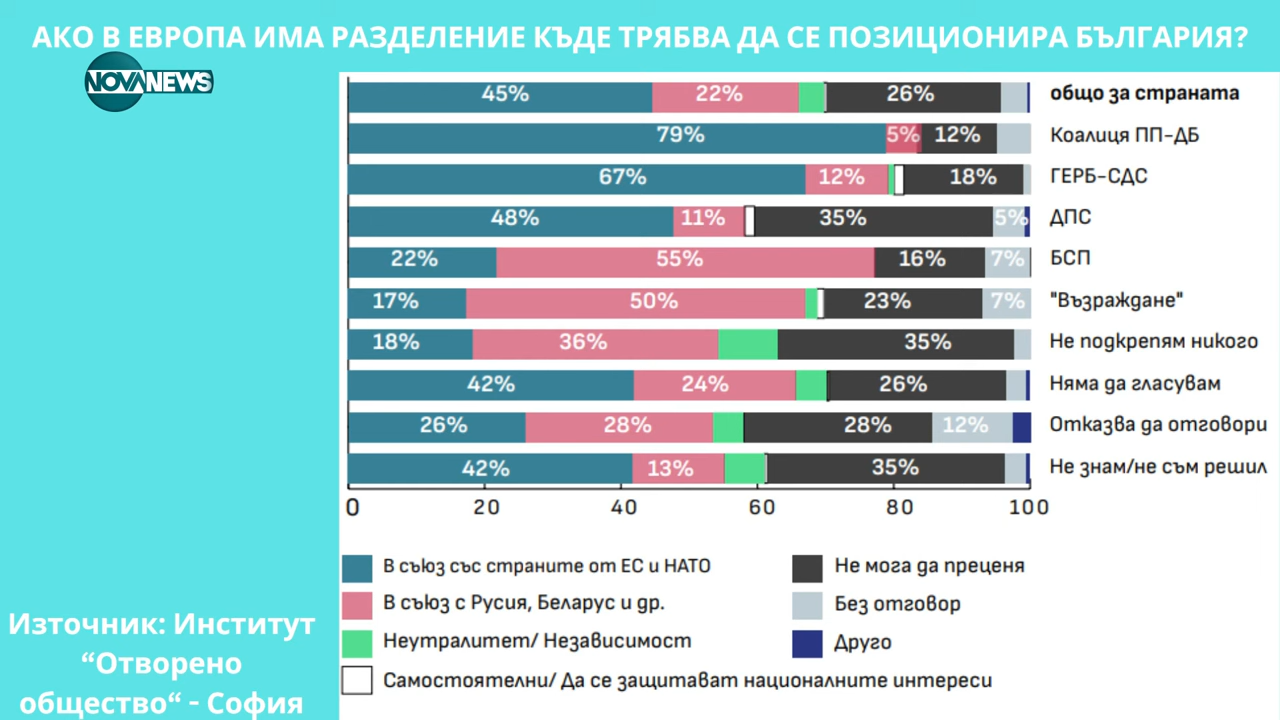 АКО В ЕВРОПА ИМА РАЗДЕЛЕНИЕ КЪДЕ ТРЯБВА ДА СЕ ПОЗИЦИОНИРА БЪЛГАРИЯ?
NOVANEWS
45% 22% 26% общо за страната
79% 5% 12% Коалиця ПП-ДБ
67% 12% 18% ГЕРБ-СДС
48% 11% 35% 5% ДПС
22% 55% 16% 7% БСП
17% 50% 23% 7% "Възраждане"
18% 36% 35% Не подкрепям никого
42% 24% 26% Няма да гласувам
26% 28% 28% 12% Отказва да отговори
42% 13% 35% Не знам/не съм решил
0 20 40 60 80 100
В съюз със страните от ЕС и НАТО
В съюз с Русия, Беларус и др.
Неутралитет/ Независимост
Самостоятелни/ Да се защитават националните интереси
Не мога да преценя
Без отговор
Друго
Източник: Институт
“Отворено
общество“ - София